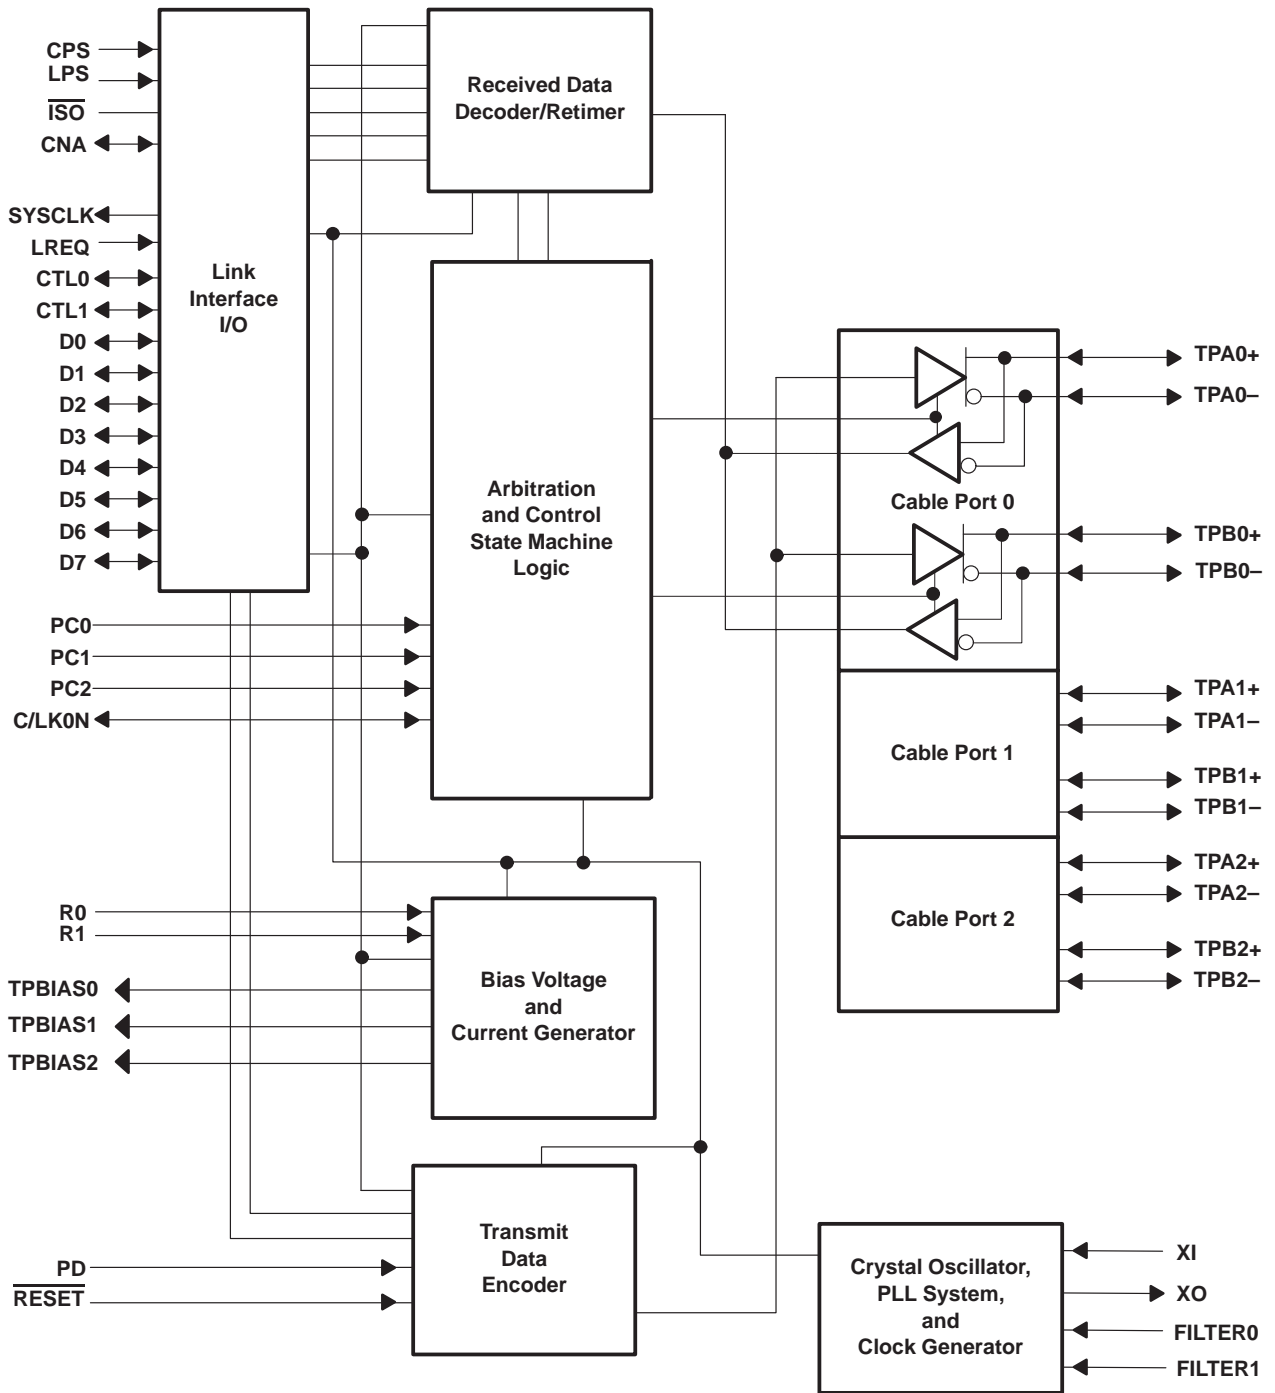 CPS
LPS
ISO
CNA
SYSCLK
LREQ
CTL0
CTL1
D0
D1
D2
D3
D4
D5
D6
D7
Link
Interface
I/O
Received Data
Decoder/Retimer
Arbitration
and Control
State Machine
Logic
PC0
PC1
PC2
C/LK0N
Cable Port 0
TPA0+
TPA0–
TPB0+
TPB0–
Cable Port 1
TPA1+
TPA1–
TPB1+
TPB1–
Cable Port 2
TPA2+
TPA2–
TPB2+
TPB2–
R0
R1
TPBIAS0
TPBIAS1
TPBIAS2
Bias Voltage
and
Current Generator
Transmit
Data
Encoder
PD
RESET
Crystal Oscillator,
PLL System,
and
Clock Generator
XI
XO
FILTER0
FILTER1